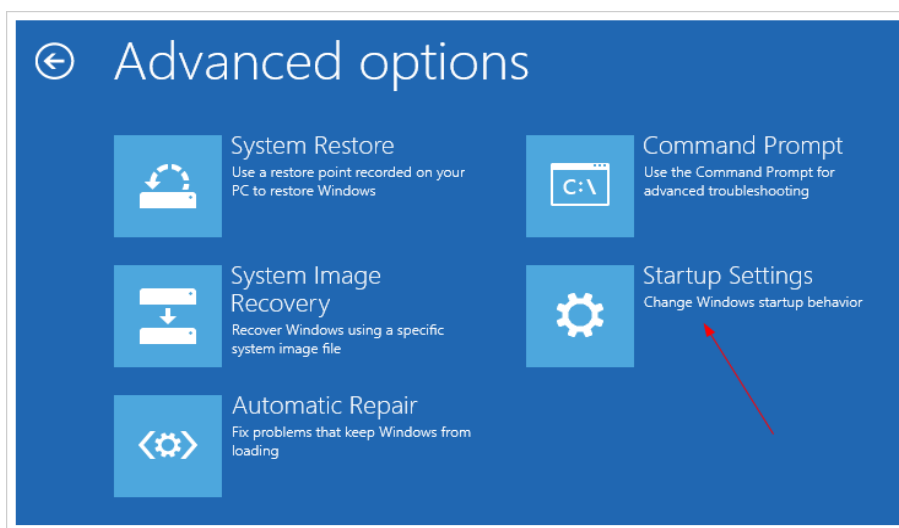 Advanced options
System Restore
Use a restore point recorded on your
PC to restore Windows
System Image
Recovery
Recover Windows using a specific
system image file
Automatic Repair
Fix problems that keep Windows from
loading
C:\
Command Prompt
Use the Command Prompt for
advanced troubleshooting
Startup Settings
Change Windows startup behavior